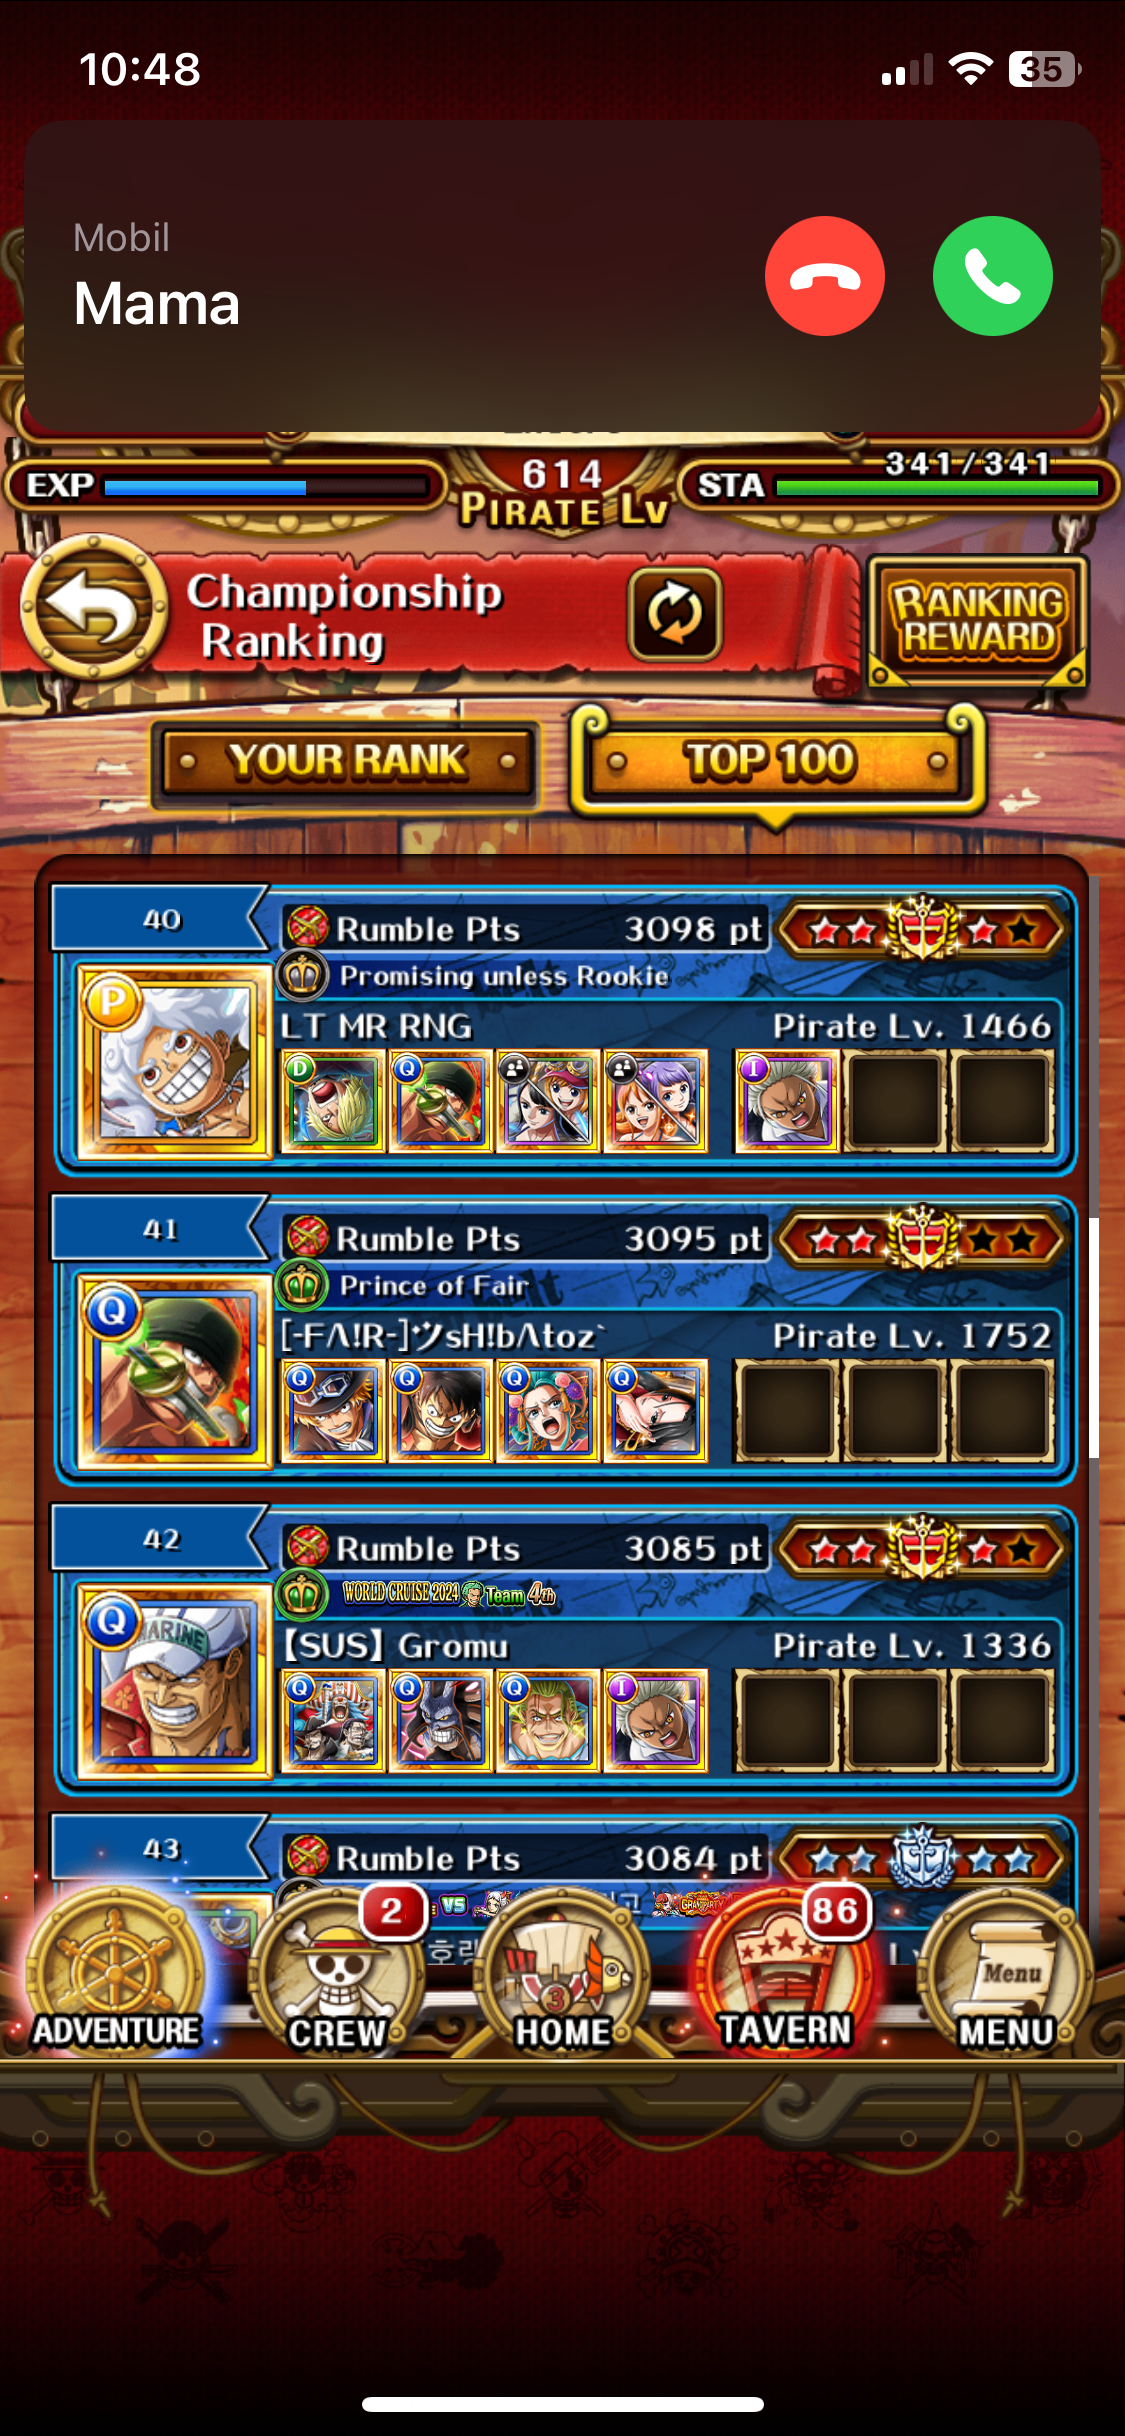 10:48
35
Mobil
Mama
EXP
614
PIRATE Lv
STA
341/341
Championship
Ranking
RANKING
REWARD
YOUR RANK
TOP 100
40
Rumble Pts 3098 pt
P
Promising unless Rookie
LT MR RNG Pirate Lv. 1466
D Q I
41
Rumble Pts 3095 pt
Q
Prince of Fair
[-FΛ!R-]ツsH!bΛtoz` Pirate Lv. 1752
Q Q Q Q
42
Rumble Pts 3085 pt
Q
WORLD CRUISE 2024 Team 4th
MARINE
【SUS】Gromu Pirate Lv. 1336
Q Q Q I
43
Rumble Pts 3084 pt
VS
2
86
3
Menu
ADVENTURE
CREW
HOME
TAVERN
MENU